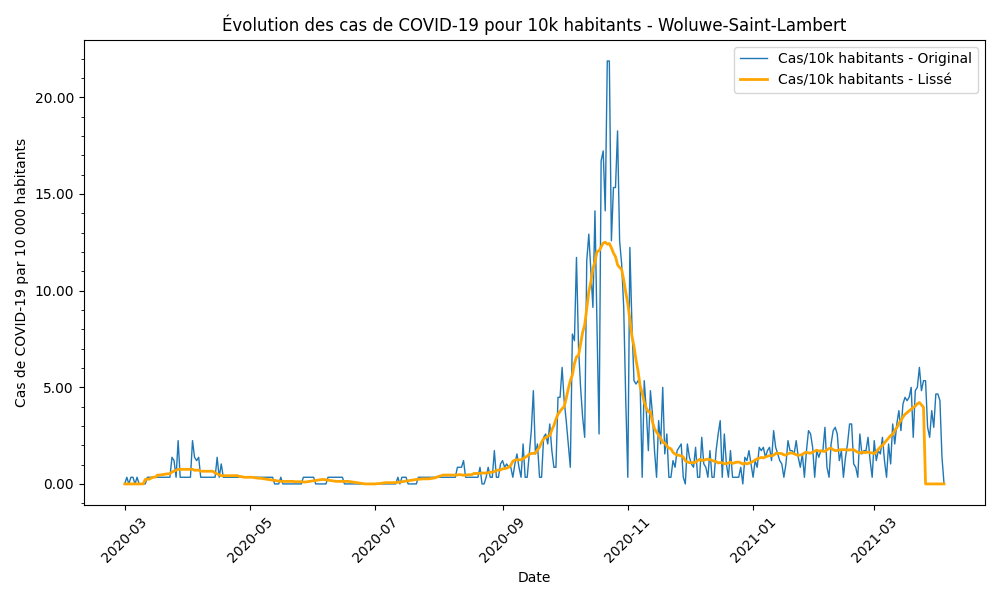 Évolution des cas de COVID-19 pour 10k habitants - Woluwe-Saint-Lambert
Cas/10k habitants - Original
Cas/10k habitants - Lissé
Cas de COVID-19 par 10 000 habitants
20.00
15.00
10.00
5.00
0.00
2020-03
2020-05
2020-07
2020-09
2020-11
2021-01
2021-03
Date